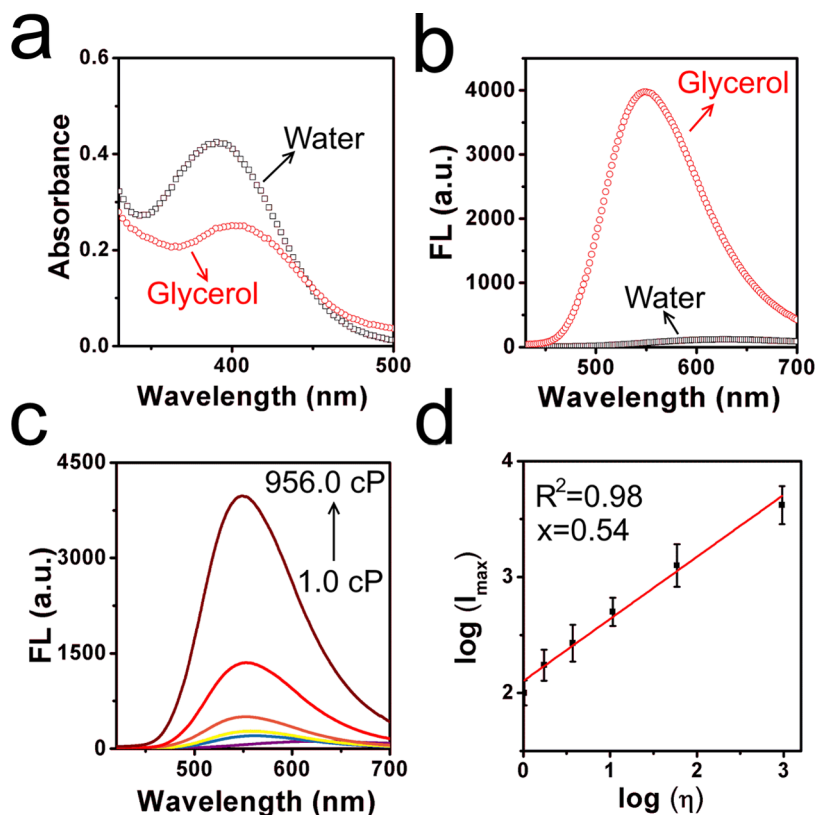 a
0.6
0.4
0.2
0.0
Absorbance
Water
Glycerol
400
500
Wavelength (nm)
b
4000
3000
2000
1000
0
FL (a.u.)
Glycerol
Water
500
600
700
Wavelength (nm)
c
4500
3000
1500
0
FL (a.u.)
956.0 cP
1.0 cP
500
600
700
Wavelength (nm)
d
4
3
2
log (Imax)
R²=0.98
x=0.54
0
1
2
3
log (η)